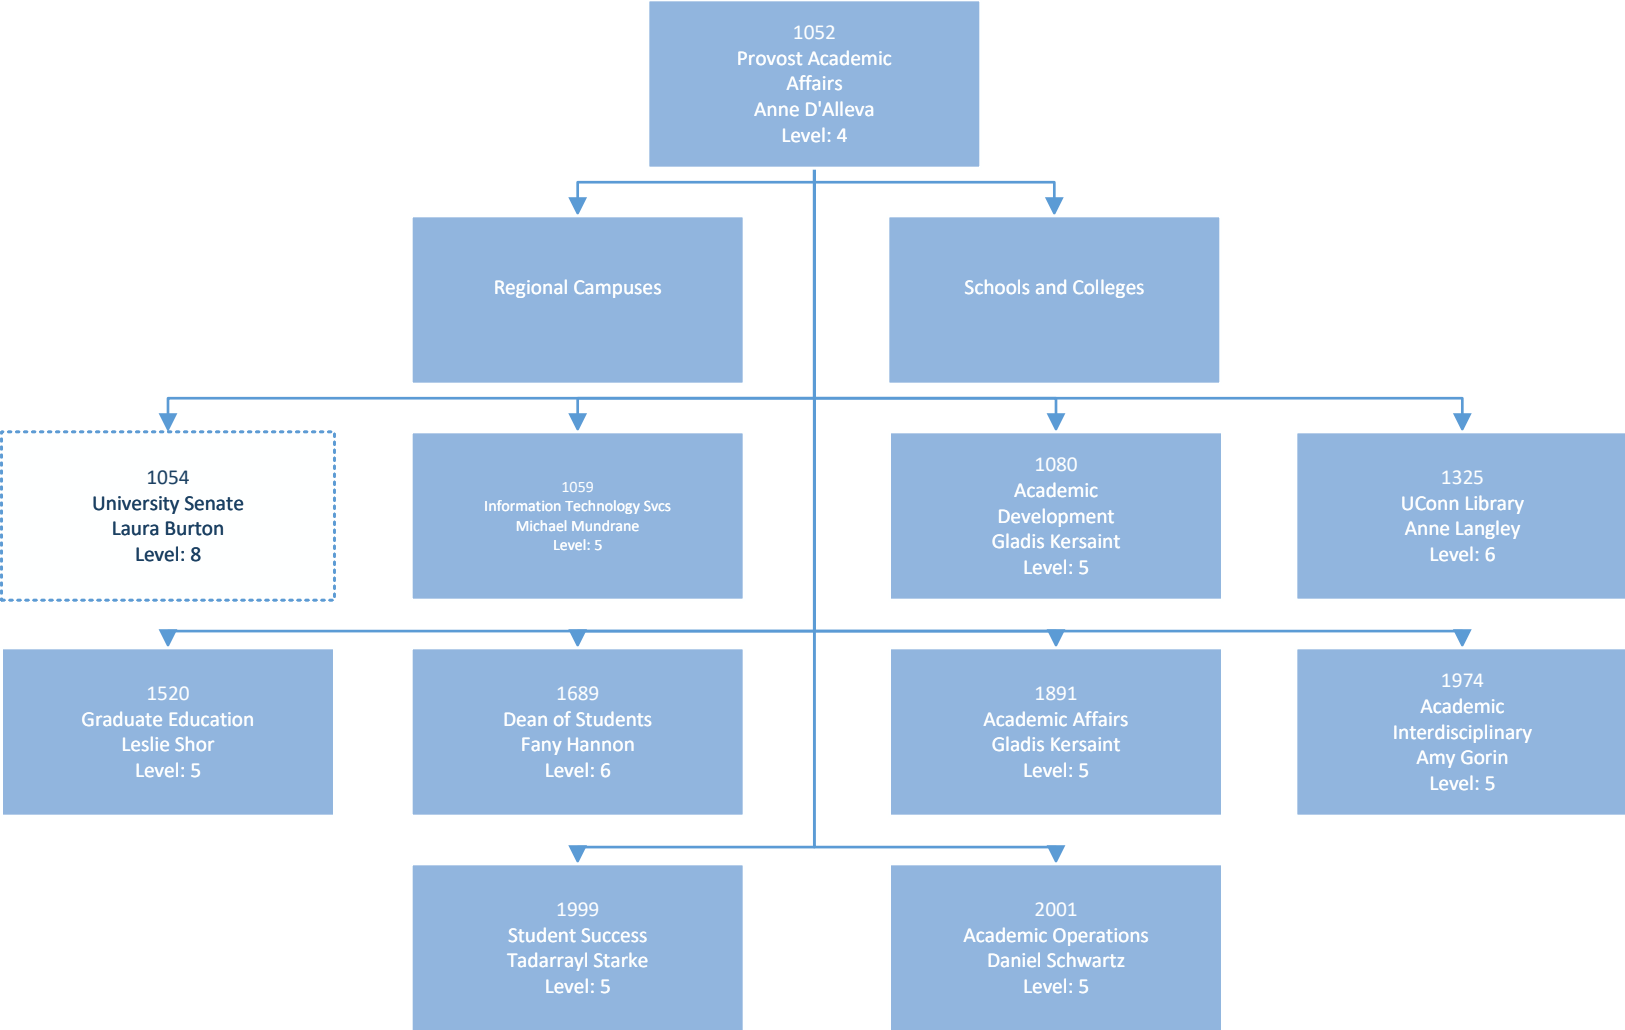 1052
Provost Academic
Affairs
Anne D'Alleva
Level: 4
Regional Campuses
Schools and Colleges
1054
University Senate
Laura Burton
Level: 8
1059
Information Technology Svcs
Michael Mundrane
Level: 5
1080
Academic
Development
Gladis Kersaint
Level: 5
1325
UConn Library
Anne Langley
Level: 6
1520
Graduate Education
Leslie Shor
Level: 5
1689
Dean of Students
Fany Hannon
Level: 6
1891
Academic Affairs
Gladis Kersaint
Level: 5
1974
Academic
Interdisciplinary
Amy Gorin
Level: 5
1999
Student Success
Tadarrayl Starke
Level: 5
2001
Academic Operations
Daniel Schwartz
Level: 5